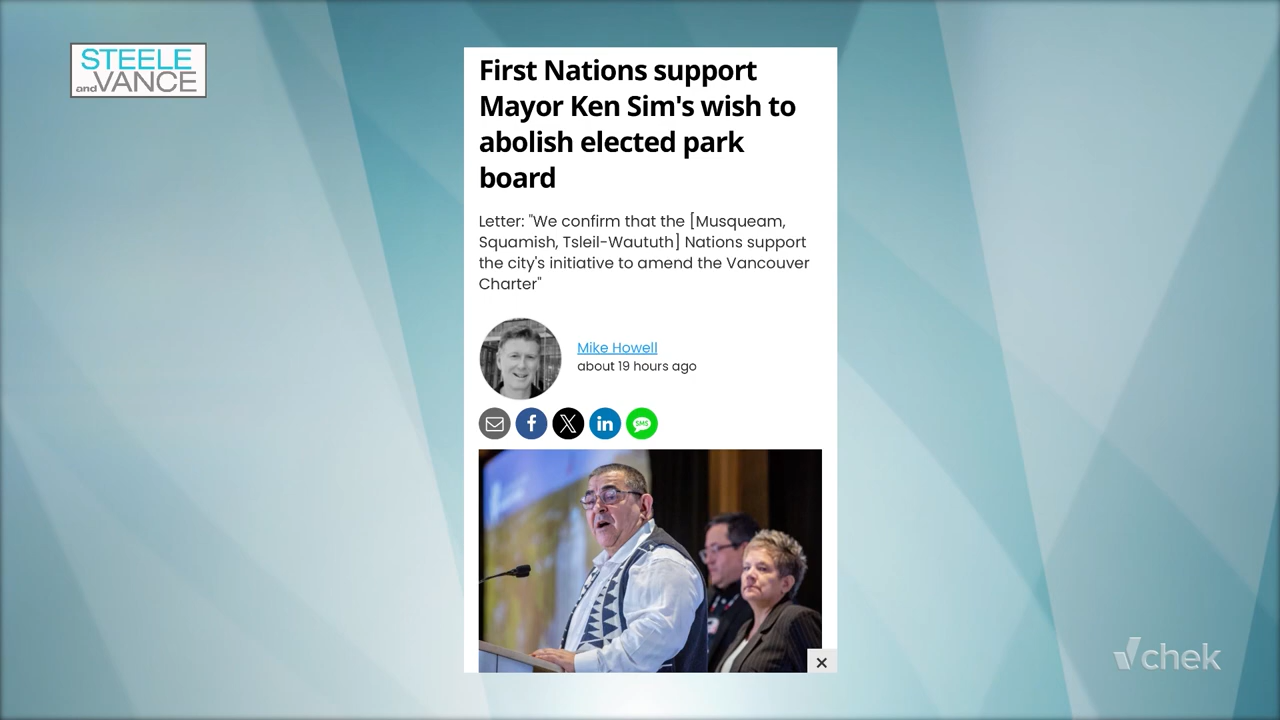 STEELE
and VANCE
First Nations support
Mayor Ken Sim's wish to
abolish elected park
board
Letter: "We confirm that the [Musqueam,
Squamish, Tsleil-Waututh] Nations support
the city's initiative to amend the Vancouver
Charter"
Mike Howell
about 19 hours ago
SMS
chek